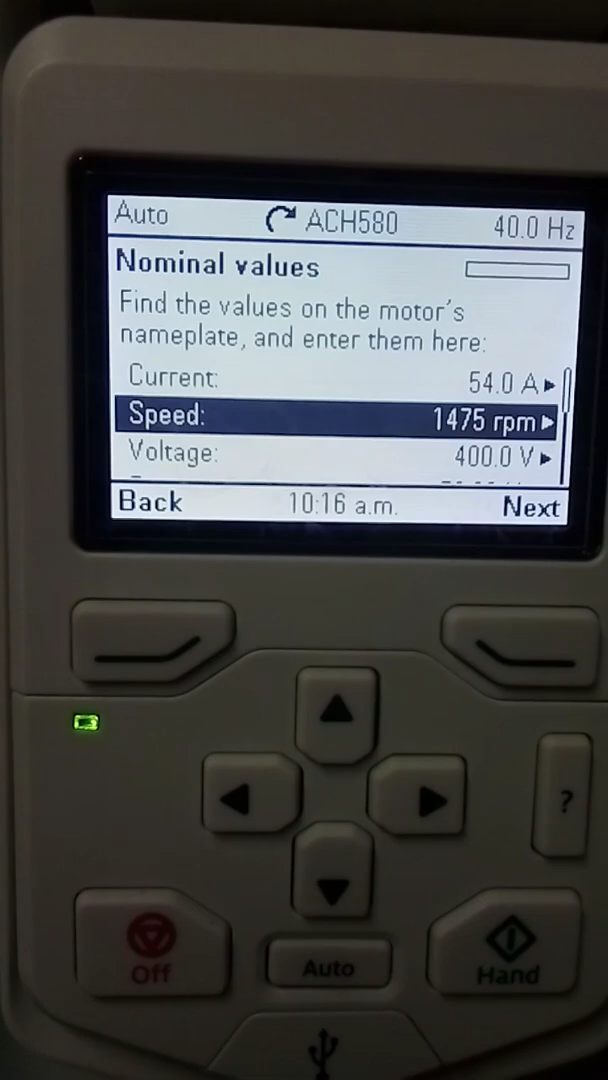 Auto ACH580 40.0 Hz
Nominal values
Find the values on the motor's
nameplate, and enter them here:
Current: 54.0 A
Speed: 1475 rpm
Voltage: 400.0 V
Back 10:16 a.m. Next
?
Off
Auto
Hand